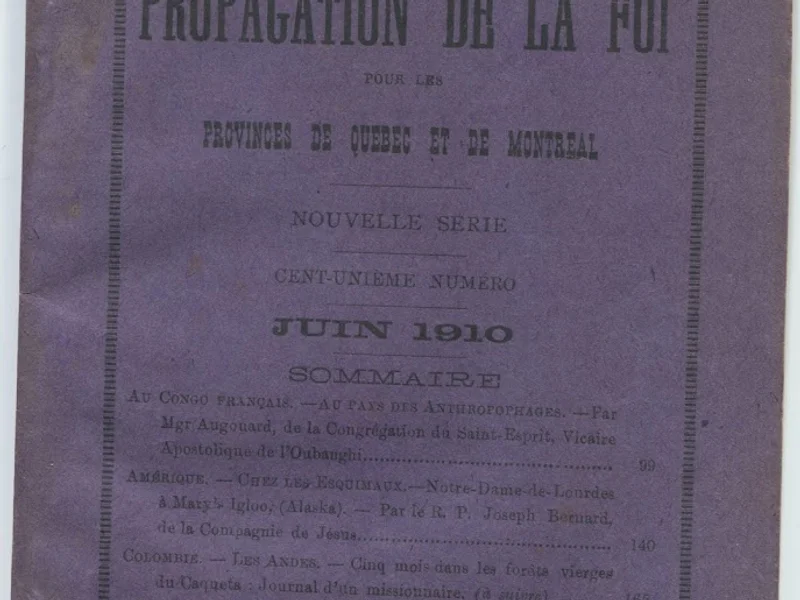 PROPAGATION DE LA FOI
POUR LES
PROVINCES DE QUEBEC ET DE MONTREAL
NOUVELLE SERIE
CENT-UNIÈME NUMÉRO
JUIN 1910
SOMMAIRE
AU CONGO FRANÇAIS. — AU PAYS DES ANTHROPOPHAGES. — Par
Mgr Augouard, de la Congrégation du Saint-Esprit, Vicaire
Apostolique de l'Oubanghi........................................ 99
AMÉRIQUE. — CHEZ LES ESQUIMAUX.—Notre-Dame-de-Lourdes
à Mary's Igloo, (Alaska). — Par le R. P. Joseph Bernard,
de la Compagnie de Jésus........................................ 140
COLOMBIE. — LES ANDES. — Cinq mois dans les forêts vierges
du Caqueta : Journal d'un missionnaire. (à suivre)